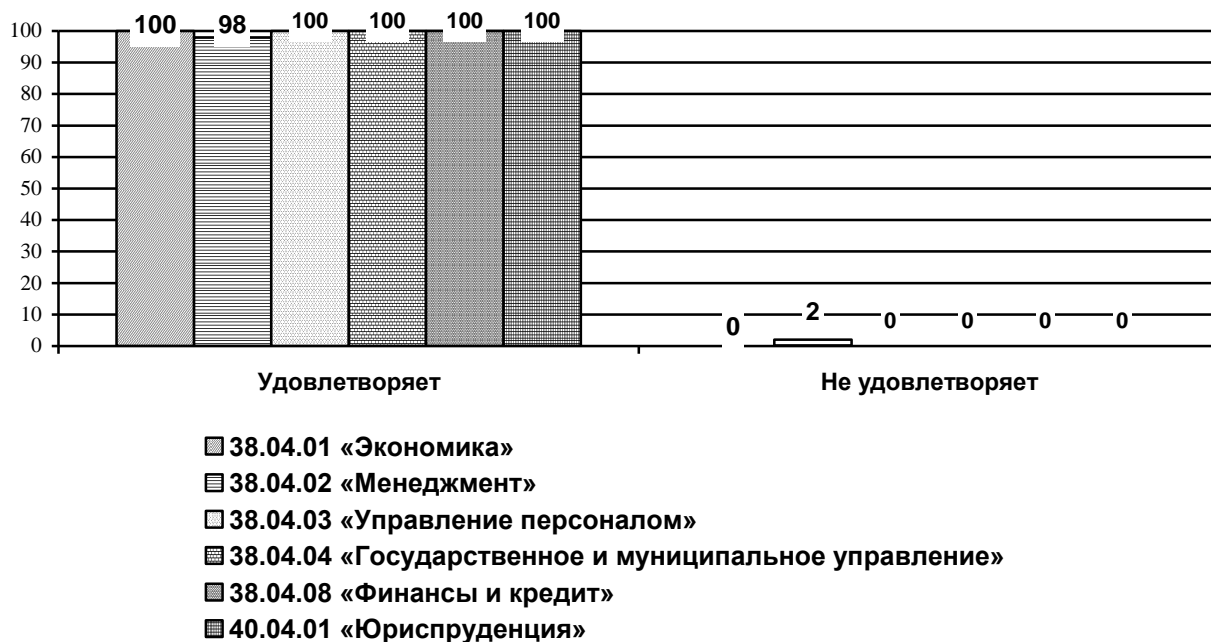 100 98 100 100 100 100
100
90
80
70
60
50
40
30
20
10
0
0 2 0 0 0 0
Удовлетворяет Не удовлетворяет
38.04.01 «Экономика»
38.04.02 «Менеджмент»
38.04.03 «Управление персоналом»
38.04.04 «Государственное и муниципальное управление»
38.04.08 «Финансы и кредит»
40.04.01 «Юриспруденция»